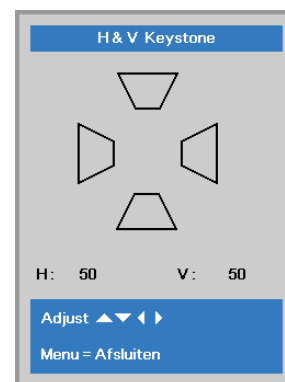 H & V Keystone
H: 50 V: 50
Adjust ▲▼◀▶
Menu = Afsluiten